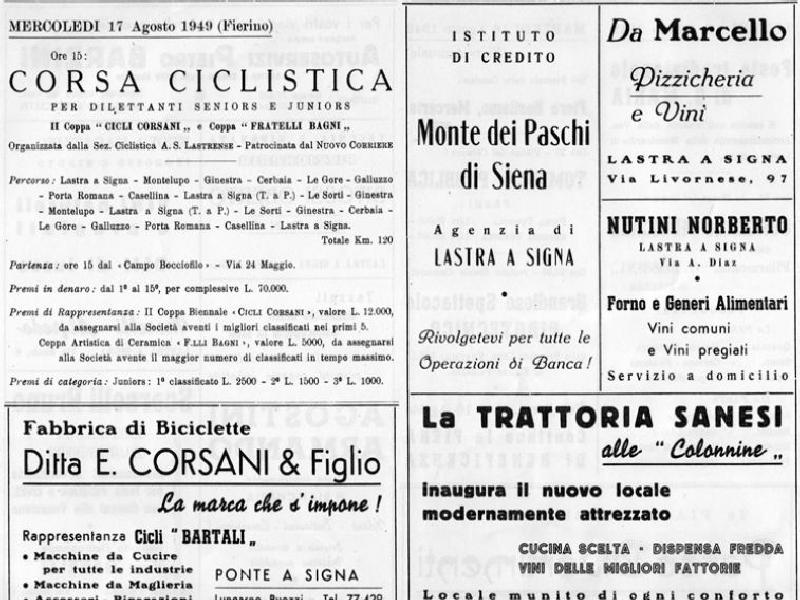 MERCOLEDI 17 Agosto 1949 (Fierino)
Ore 15:
CORSA CICLISTICA
PER DILETTANTI SENIORS E JUNIORS
II Coppa "CICLI CORSANI„ e Coppa "FRATELLI BAGNI„
Organizzata dalla Sez. Ciclistica A. S. LASTRENSE - Patrocinata dal NUOVO CORRIERE
Percorso: Lastra a Signa - Montelupo - Ginestra - Cerbaia - Le Gore - Galluzzo
- Porta Romana - Casellina - Lastra a Signa (T. a P.) - Le Sorti - Ginestra
- Montelupo - Lastra a Signa (T. a P.) - Le Sorti - Ginestra - Cerbaia -
Le Gore - Galluzzo - Porta Romana - Casellina - Lastra a Signa.
Totale Km. 120
Partenza: ore 15 dal «Campo Bocciofilo» - Via 24 Maggio.
Premi in denaro: dal 1° al 15°, per complessive L. 70.000.
Premi di Rappresentanza: II Coppa Biennale «CICLI CORSANI», valore L. 12.000,
da assegnarsi alla Società aventi i migliori classificati nei primi 5.
Coppa Artistica di Ceramica «F.LLI BAGNI», valore L. 5000, da assegnarsi
alla Società avente il maggior numero di classificati in tempo massimo.
Premi di categoria: Juniors: 1° classificato L. 2500 - 2° L. 1500 - 3° L. 1000.
Fabbrica di Biciclette
Ditta E. CORSANI & Figlio
La marca che s'impone!
Rappresentanza Cicli "BARTALI„
• Macchine da Cucire
per tutte le industrie
• Macchine da Maglieria
• Accessori - Riparazioni
PONTE A SIGNA
Lungarno Buozzi - Tel. 77.429
ISTITUTO
DI CREDITO
Monte dei Paschi
di Siena
Agenzia di
LASTRA A SIGNA
Rivolgetevi per tutte le
Operazioni di Banca!
Da Marcello
Pizzicheria
e Vini
LASTRA A SIGNA
Via Livornese, 97
NUTINI NORBERTO
LASTRA A SIGNA
Via A. Diaz
Forno e Generi Alimentari
Vini comuni
e Vini pregieti
Servizio a domicilio
La TRATTORIA SANESI
alle "Colonnine„
Inaugura il nuovo locale
modernamente attrezzato
CUCINA SCELTA · DISPENSA FREDDA
VINI DELLE MIGLIORI FATTORIE
Locale munito di ogni conforto